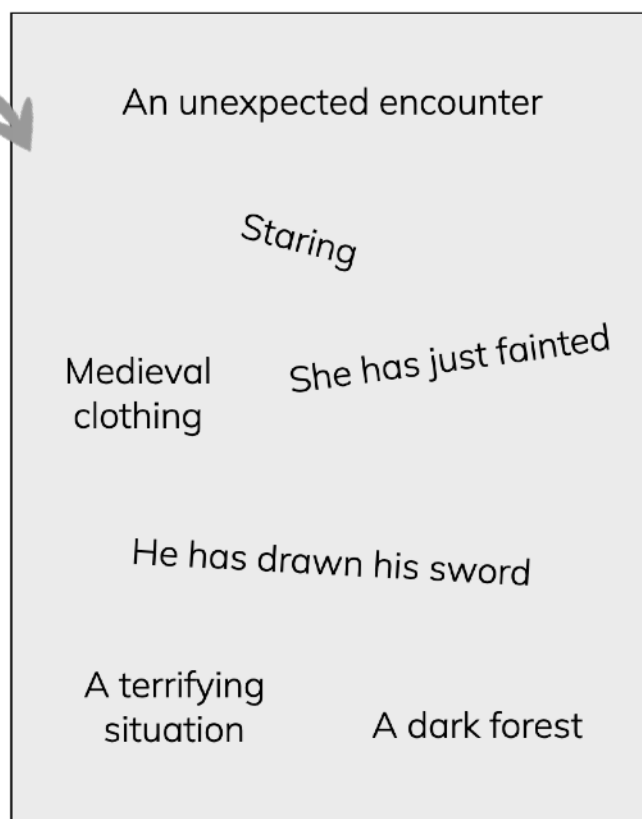 An unexpected encounter
Staring
Medieval
clothing
She has just fainted
He has drawn his sword
A terrifying
situation
A dark forest